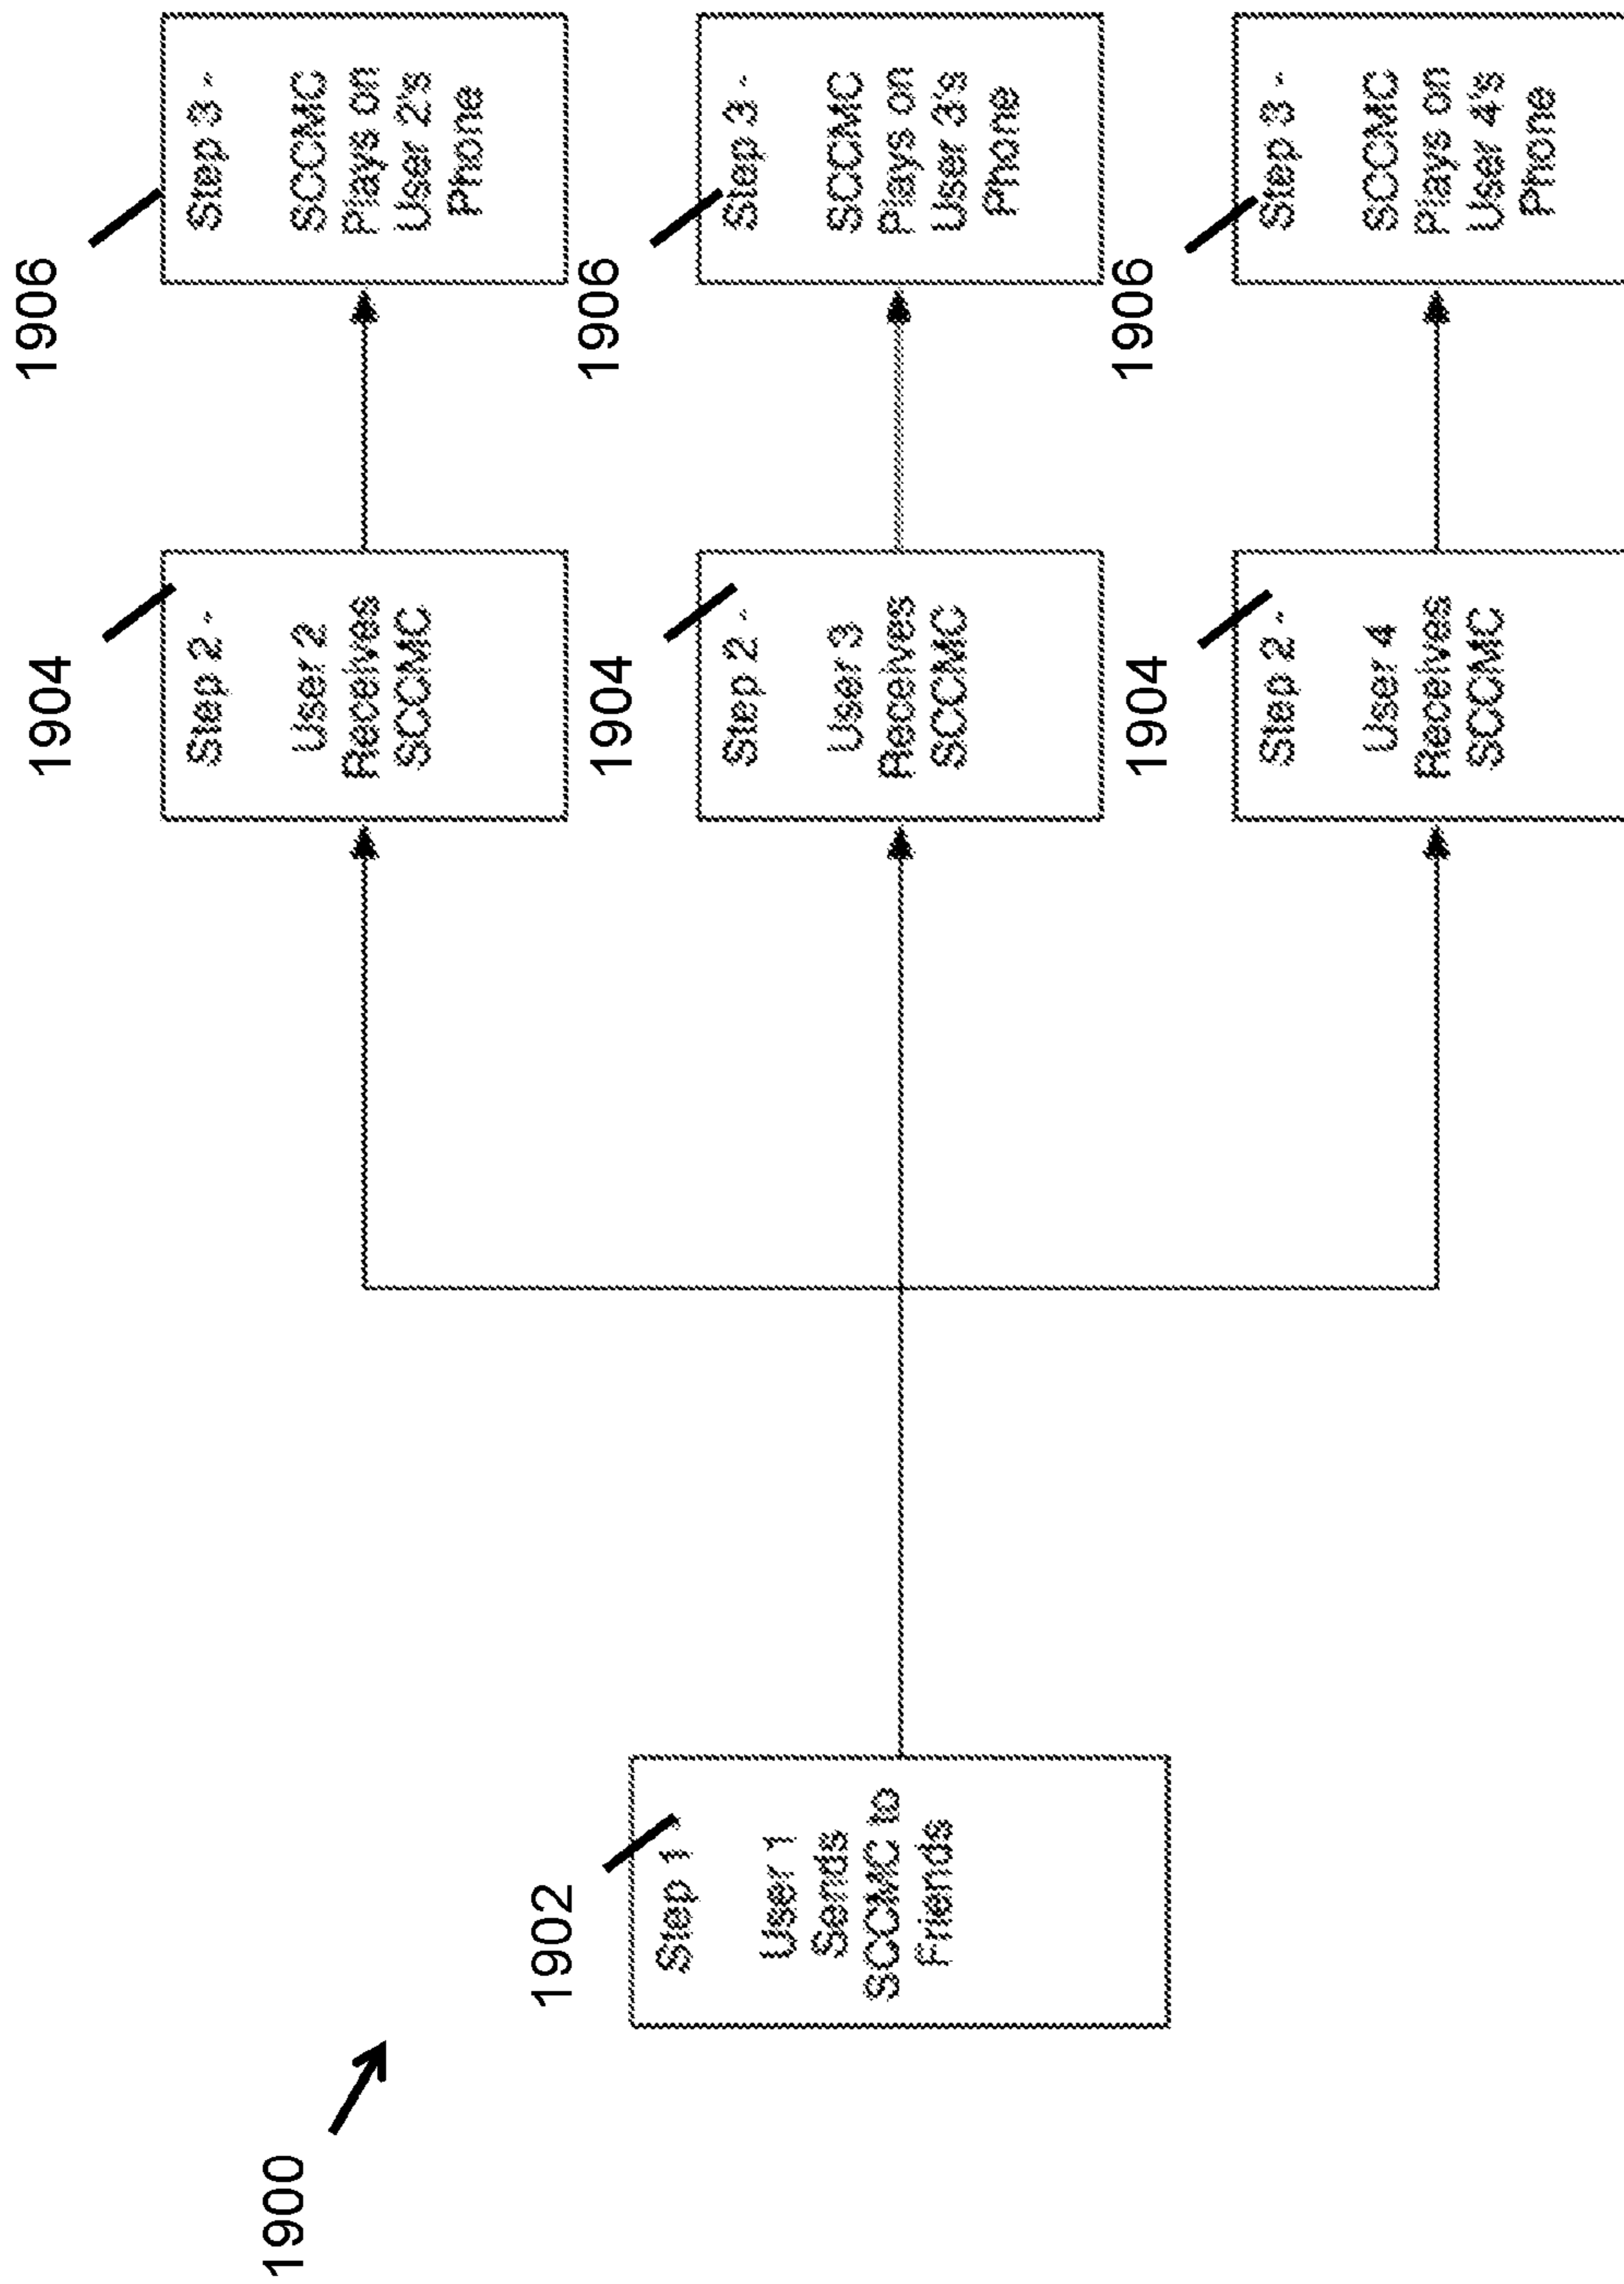 1900
1902
Step 1
User 1
Sends
SCCMC to
Friends
1904
Step 2 -
User 2
Receives
SCCMC
1906
Step 3 -
SCCMC
Plays on
User 2's
Phone
1904
Step 2 -
User 3
Receives
SCCMC
1906
Step 3 -
SCCMC
Plays on
User 3's
Phone
1904
Step 2 -
User 4
Receives
SCCMC
1906
Step 3 -
SCCMC
Plays on
User 4's
Phone